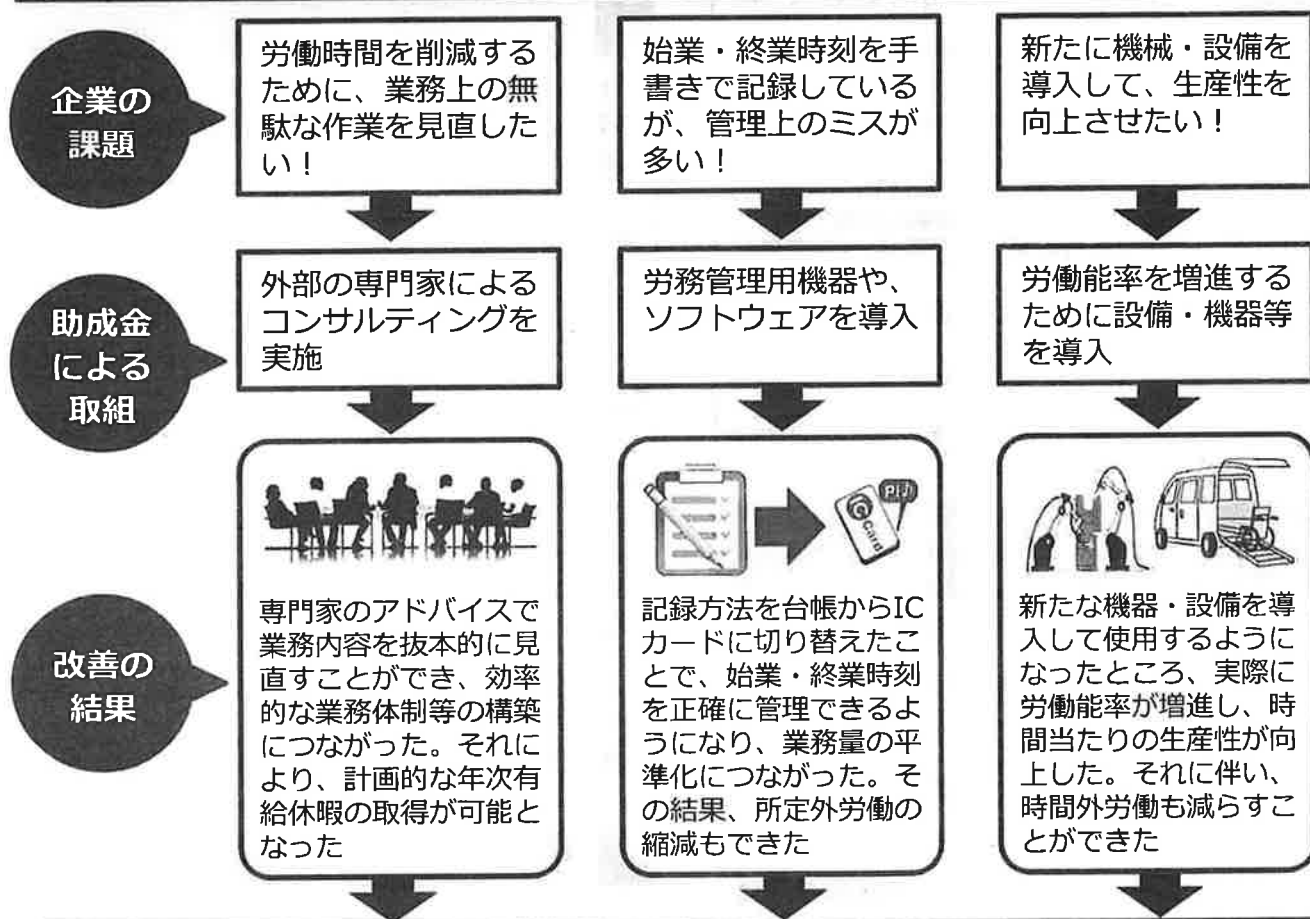 企業の
課題
労働時間を削減する
ために、業務上の無
駄な作業を見直した
い！
始業・終業時刻を手
書きで記録している
が、管理上のミスが
多い！
新たに機械・設備を
導入して、生産性を
向上させたい！
助成金
による
取組
外部の専門家による
コンサルティングを
実施
労務管理用機器や、
ソフトウェアを導入
労働能率を増進する
ために設備・機器等
を導入
改善の
結果
専門家のアドバイスで
業務内容を抜本的に見
直すことができ、効率
的な業務体制等の構築
につながった。それに
より、計画的な年次有
給休暇の取得が可能と
なった
Card
ピッ
記録方法を台帳からIC
カードに切り替えたこ
とで、始業・終業時刻
を正確に管理できるよ
うになり、業務量の平
準化につながった。そ
の結果、所定外労働の
縮減もできた
新たな機器・設備を導
入して使用するように
なったところ、実際に
労働能率が増進し、時
間当たりの生産性が向
上した。それに伴い、
時間外労働も減らすこ
とができた